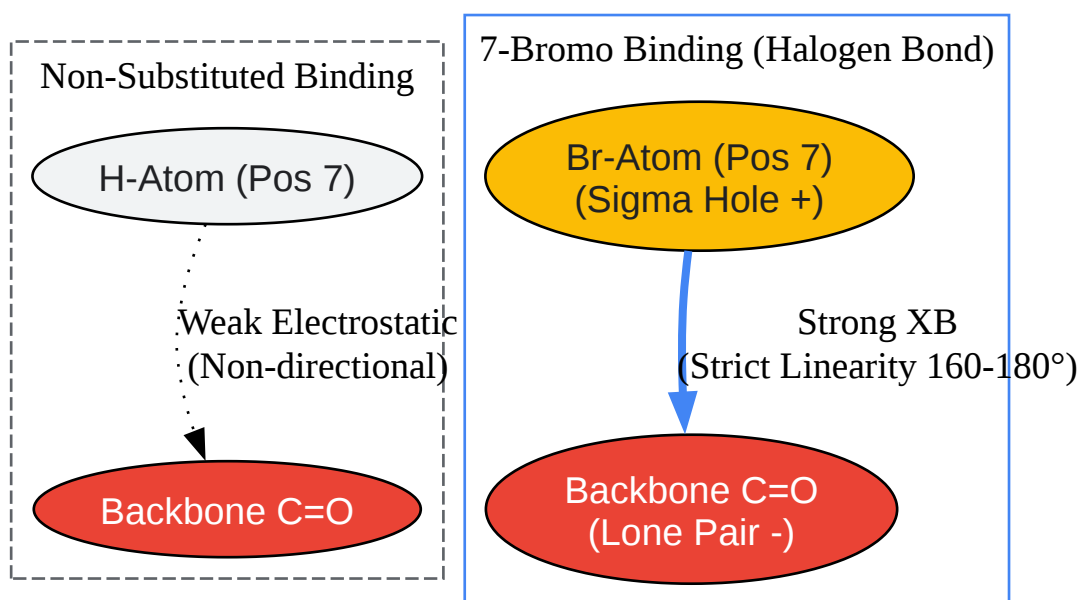 Non-Substituted Binding
H-Atom (Pos 7)
Weak Electrostatic
(Non-directional)
Backbone C=O
7-Bromo Binding (Halogen Bond)
Br-Atom (Pos 7)
(Sigma Hole +)
Strong XB
(Strict Linearity 160-180°)
Backbone C=O
(Lone Pair -)